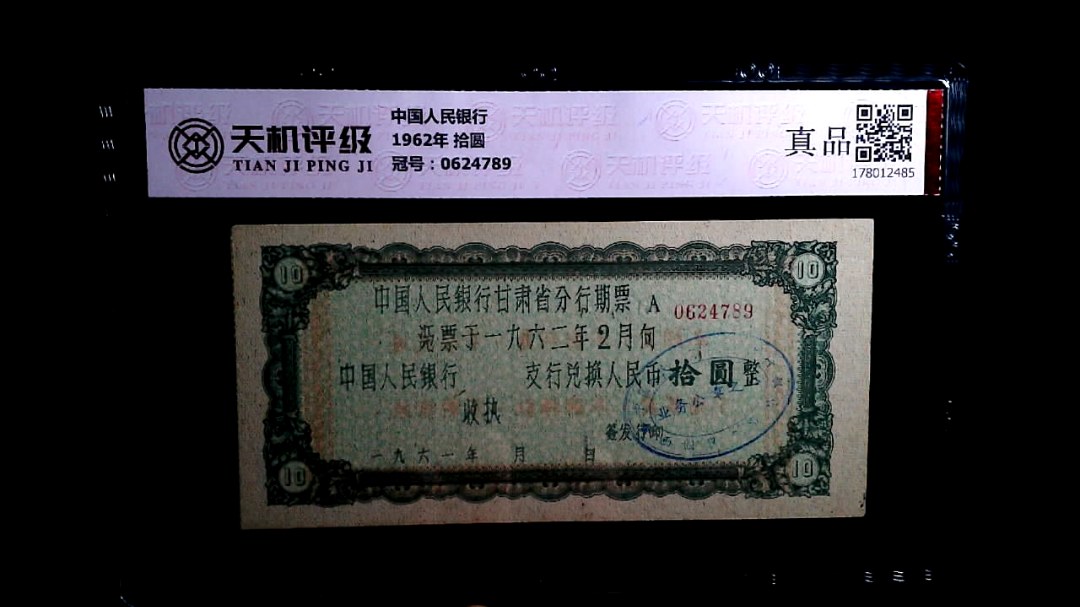 天机评级
TIAN JI PING JI
中国人民银行
1962年 拾圆
冠号：0624789
真品
178012485
10
10
中国人民银行甘肃省分行期票 A 0624789
凭票于一九六二年2月向
中国人民银行 支行兑换人民币拾圆整
收执
签发行印
一九六一年 月 日
10
10